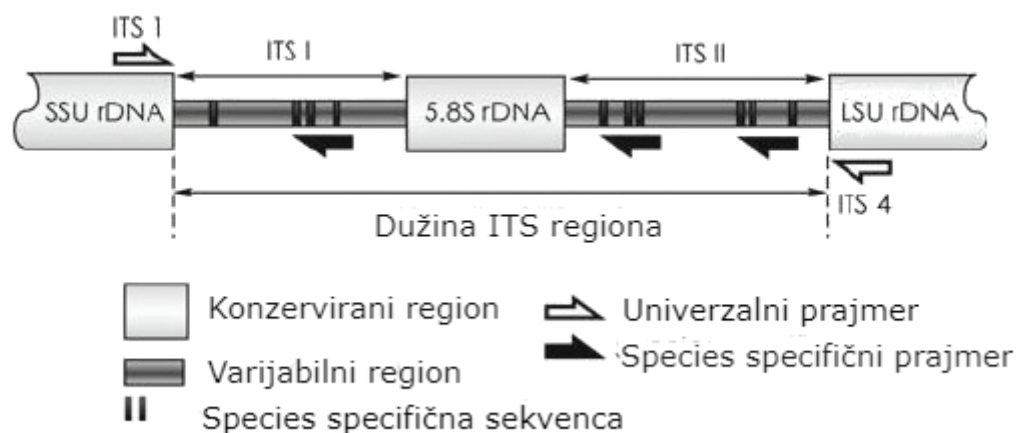 ITS 1
ITS I
ITS II
SSU rDNA
5.8S rDNA
LSU rDNA
ITS 4
Dužina ITS regiona
Konzervirani region
Univerzalni prajmer
Varijabilni region
Species specifični prajmer
Species specifična sekvenca